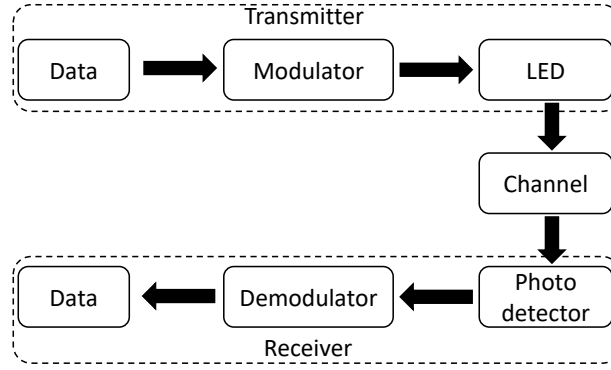 Transmitter
Data
Modulator
LED
Channel
Data
Demodulator
Photo
detector
Receiver